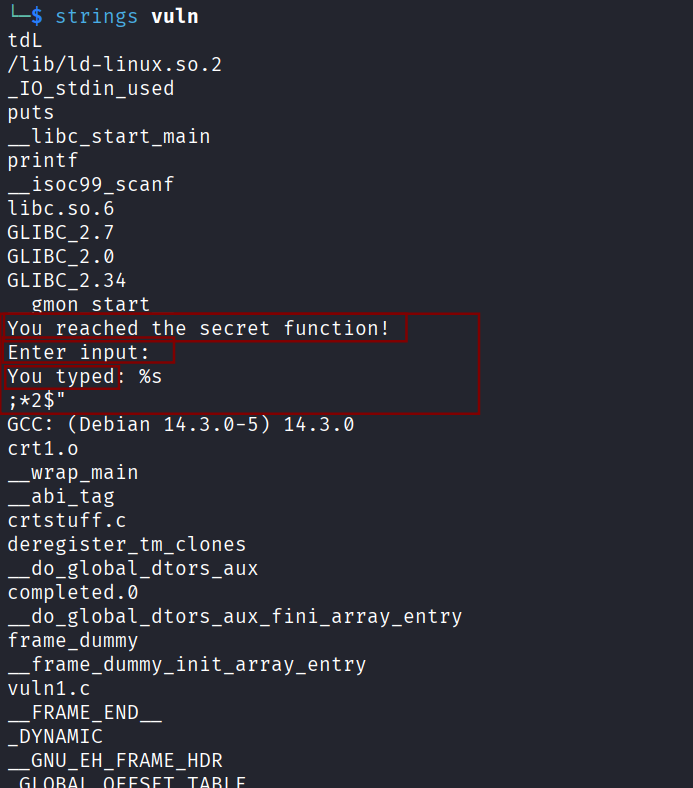 └─$ strings vuln
tdL
/lib/ld-linux.so.2
_IO_stdin_used
puts
__libc_start_main
printf
__isoc99_scanf
libc.so.6
GLIBC_2.7
GLIBC_2.0
GLIBC_2.34
__gmon_start__
You reached the secret function!
Enter input:
You typed: %s
;*2$"
GCC: (Debian 14.3.0-5) 14.3.0
crt1.o
__wrap_main
__abi_tag
crtstuff.c
deregister_tm_clones
__do_global_dtors_aux
completed.0
__do_global_dtors_aux_fini_array_entry
frame_dummy
__frame_dummy_init_array_entry
vuln1.c
__FRAME_END__
_DYNAMIC
__GNU_EH_FRAME_HDR
_GLOBAL_OFFSET_TABLE_